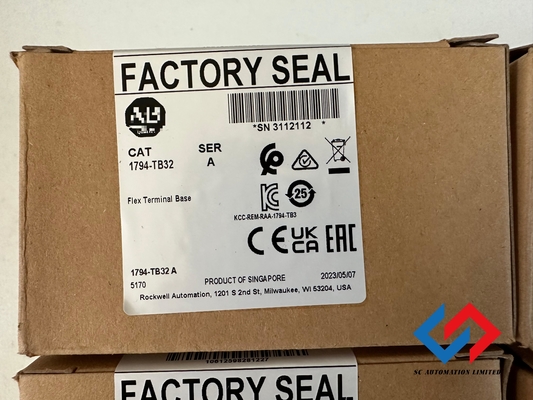 FACTORY SEAL
*SN 3112112 *
CAT
SER
1794-TB32
A
25
Flex Terminal Base
KCC-REM-RAA-1794-TB3
CE UK CA EAC
1794-TB32 A
5170
PRODUCT OF SINGAPORE
2023/05/07
Rockwell Automation, 1201 S 2nd St, Milwaukee, WI 53204, USA
SC AUTOMATION LIMITED
FACTORY SEAL